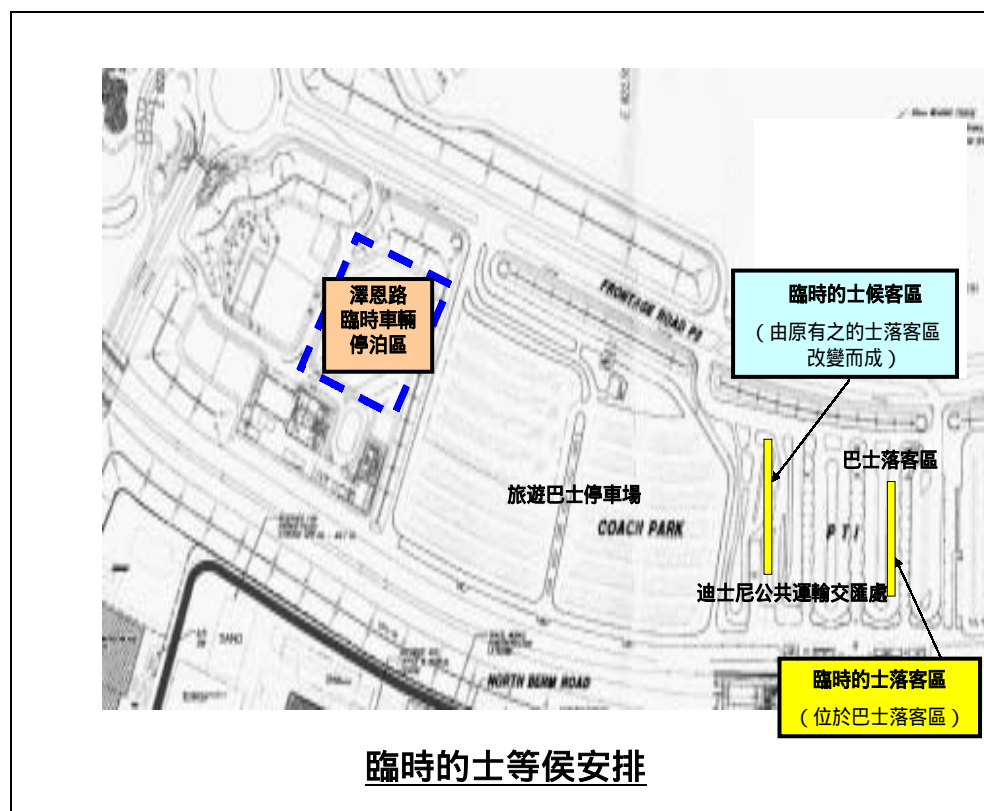 澤恩路
臨時車輛
停泊區
FRONTAGE ROAD P2
臨時的士候客區
（由原有之的士落客區
改變而成）
巴士落客區
旅遊巴士停車場
COACH PARK
PTI
迪士尼公共運輸交匯處
NORTH BERM ROAD
臨時的士落客區
（位於巴士落客區）
臨時的士等侯安排